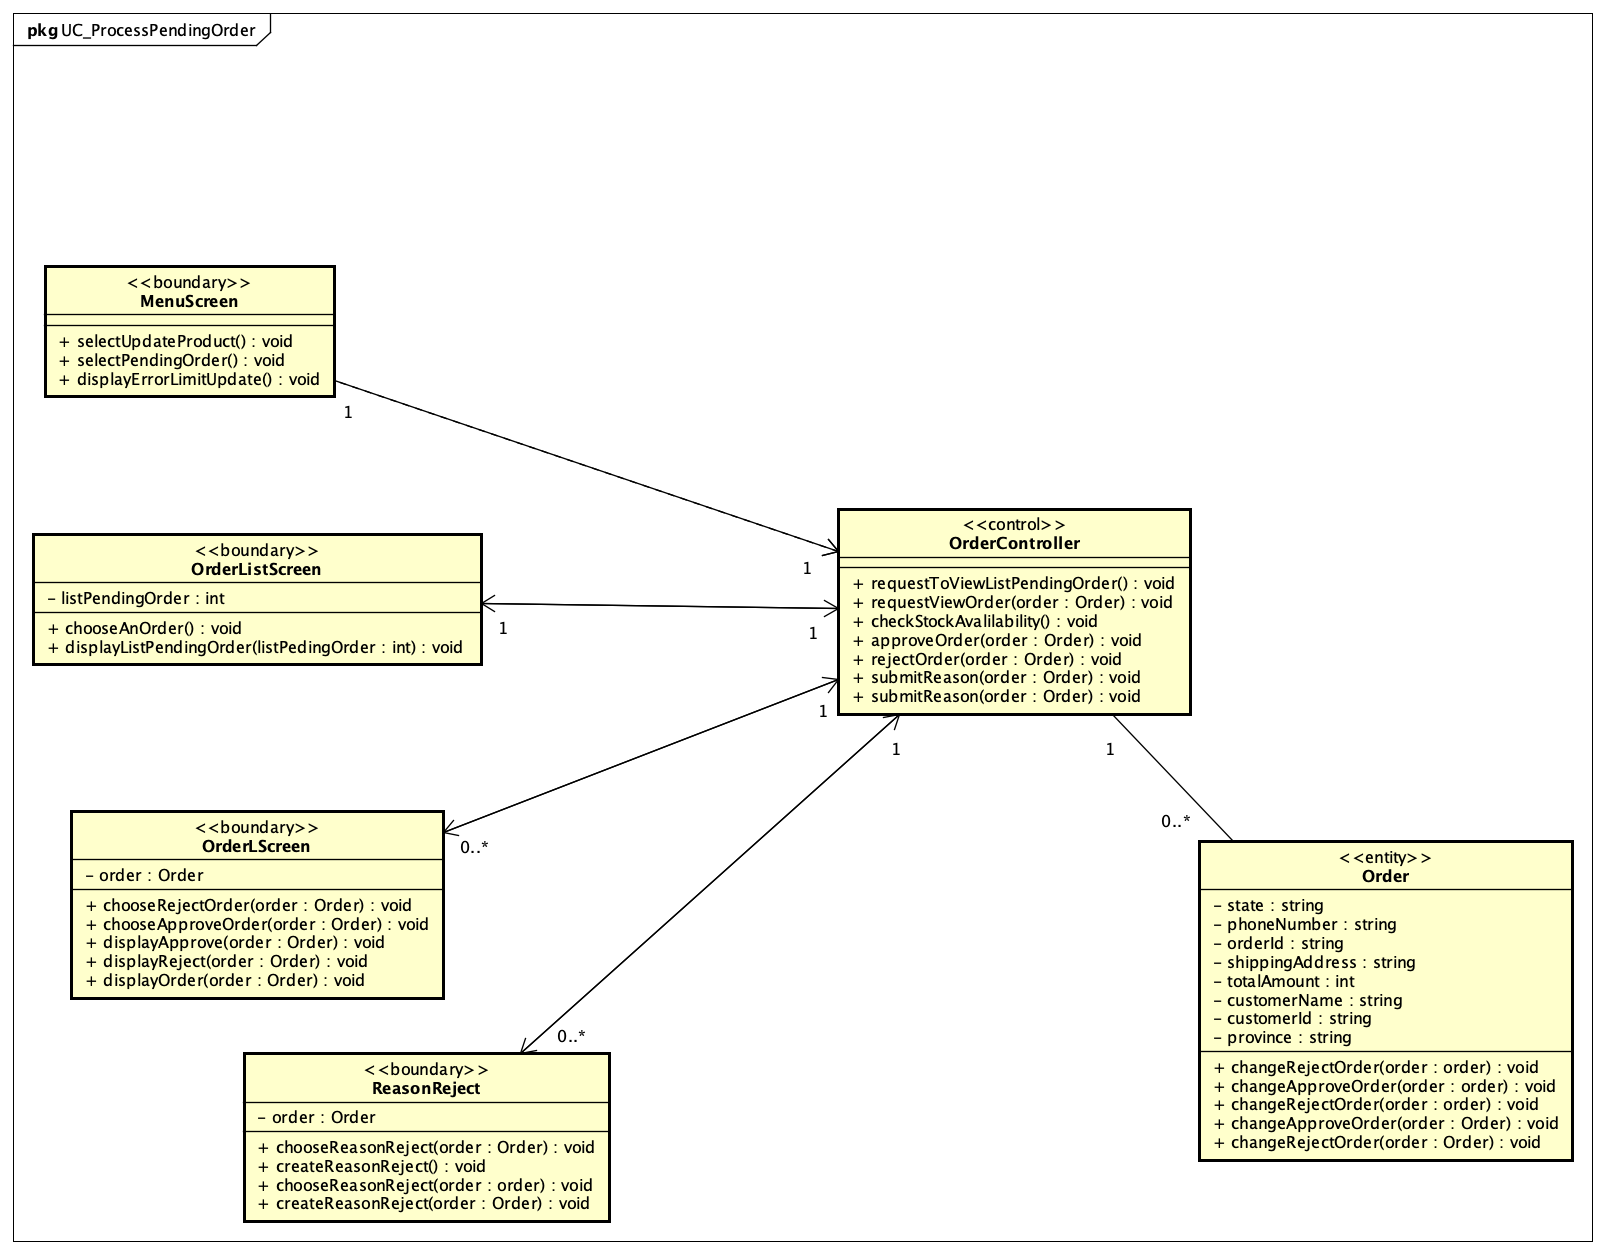 pkg UC_ProcessPendingOrder
<<boundary>>
MenuScreen
+ selectUpdateProduct() : void
+ selectPendingOrder() : void
+ displayErrorLimitUpdate() : void
1
1
<<boundary>>
OrderListScreen
- listPendingOrder : int
+ chooseAnOrder() : void
+ displayListPendingOrder(listPedingOrder : int) : void
1
1
<<control>>
OrderController
+ requestToViewListPendingOrder() : void
+ requestViewOrder(order : Order) : void
+ checkStockAvalilability() : void
+ approveOrder(order : Order) : void
+ rejectOrder(order : Order) : void
+ submitReason(order : Order) : void
+ submitReason(order : Order) : void
1
1
1
0..*
0..*
<<boundary>>
OrderLScreen
- order : Order
+ chooseRejectOrder(order : Order) : void
+ chooseApproveOrder(order : Order) : void
+ displayApprove(order : Order) : void
+ displayReject(order : Order) : void
+ displayOrder(order : Order) : void
<<entity>>
Order
- state : string
- phoneNumber : string
- orderId : string
- shippingAddress : string
- totalAmount : int
- customerName : string
- customerId : string
- province : string
+ changeRejectOrder(order : order) : void
+ changeApproveOrder(order : order) : void
+ changeRejectOrder(order : order) : void
+ changeApproveOrder(order : Order) : void
+ changeRejectOrder(order : Order) : void
0..*
<<boundary>>
ReasonReject
- order : Order
+ chooseReasonReject(order : Order) : void
+ createReasonReject() : void
+ chooseReasonReject(order : order) : void
+ createReasonReject(order : Order) : void